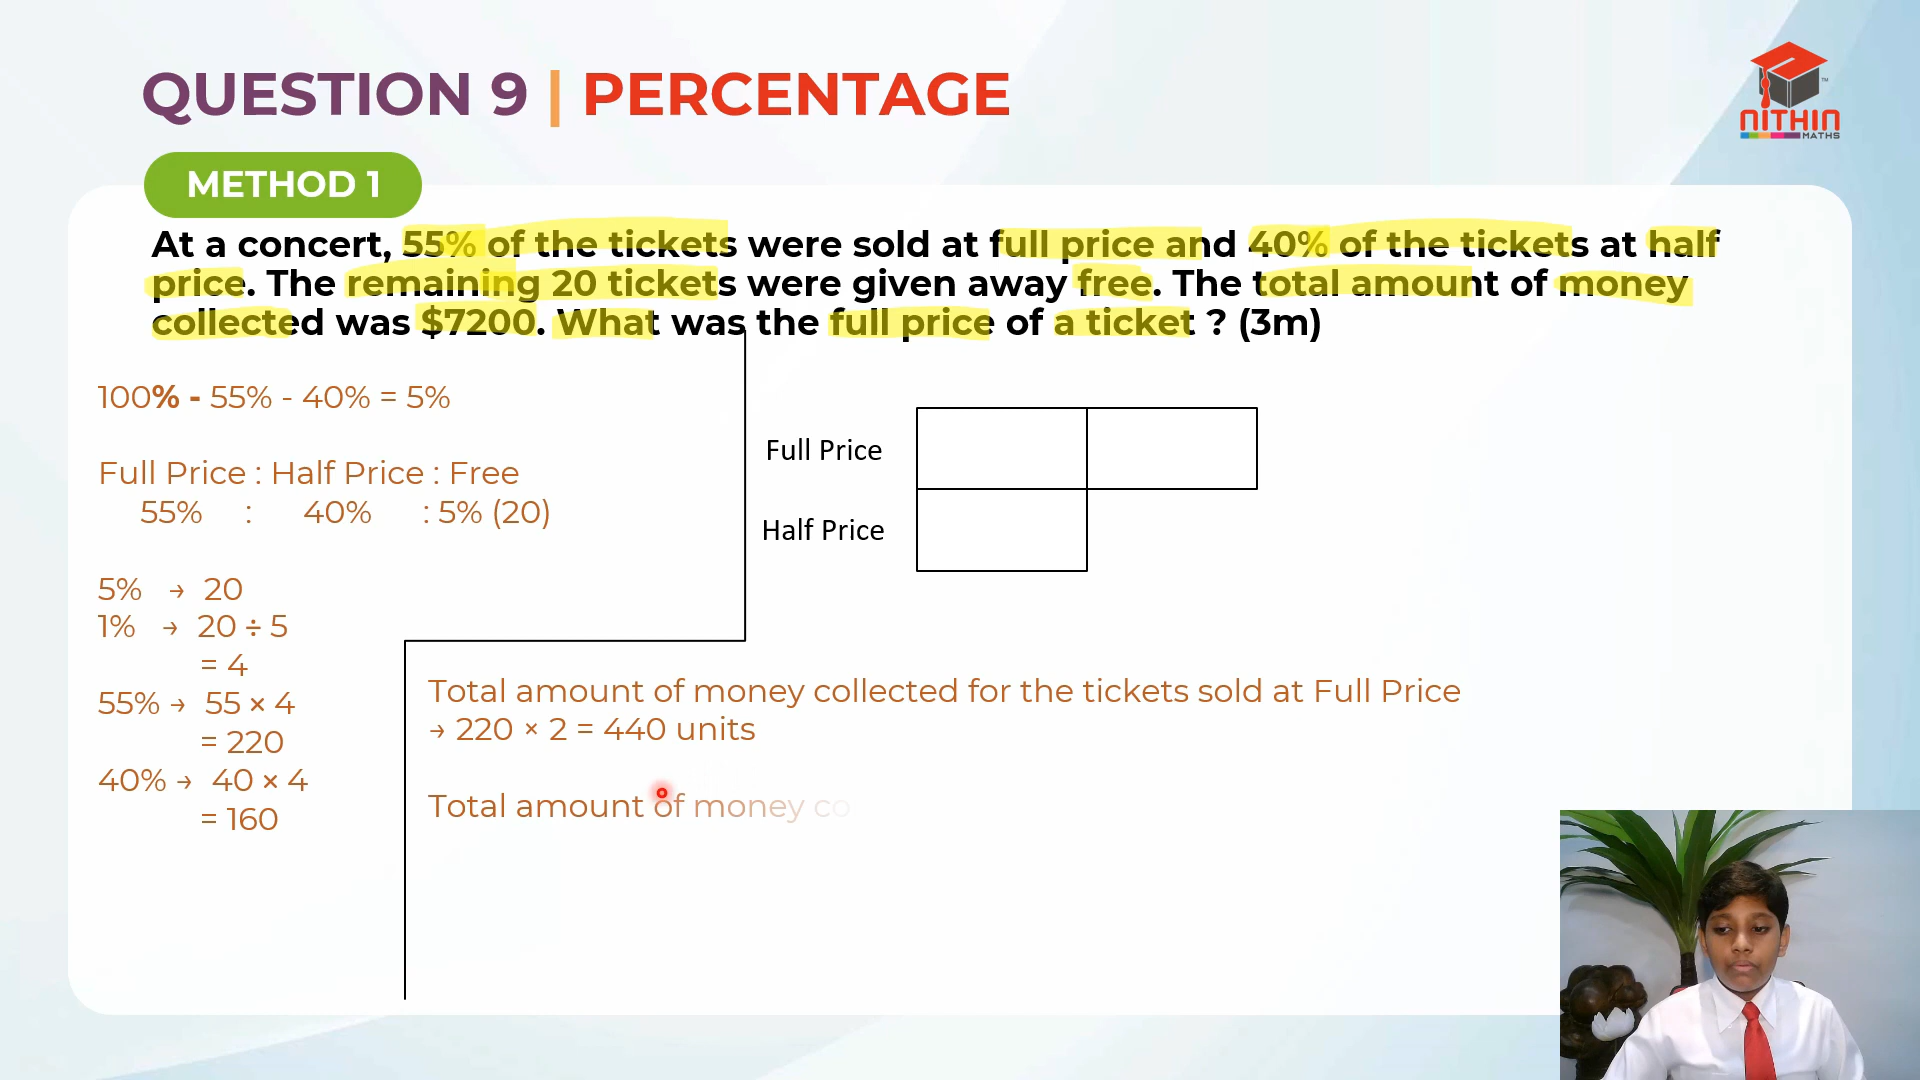 QUESTION 9 | PERCENTAGE
NITHIN
MATHS
TM
METHOD 1
At a concert, 55% of the tickets were sold at full price and 40% of the tickets at half
price. The remaining 20 tickets were given away free. The total amount of money
collected was $7200. What was the full price of a ticket ? (3m)
100% - 55% - 40% = 5%
Full Price : Half Price : Free
55% : 40% : 5% (20)
5% → 20
1% → 20 ÷ 5
= 4
55% → 55 × 4
= 220
40% → 40 × 4
= 160
Full Price
Half Price
Total amount of money collected for the tickets sold at Full Price
→ 220 × 2 = 440 units
Total amount of money co